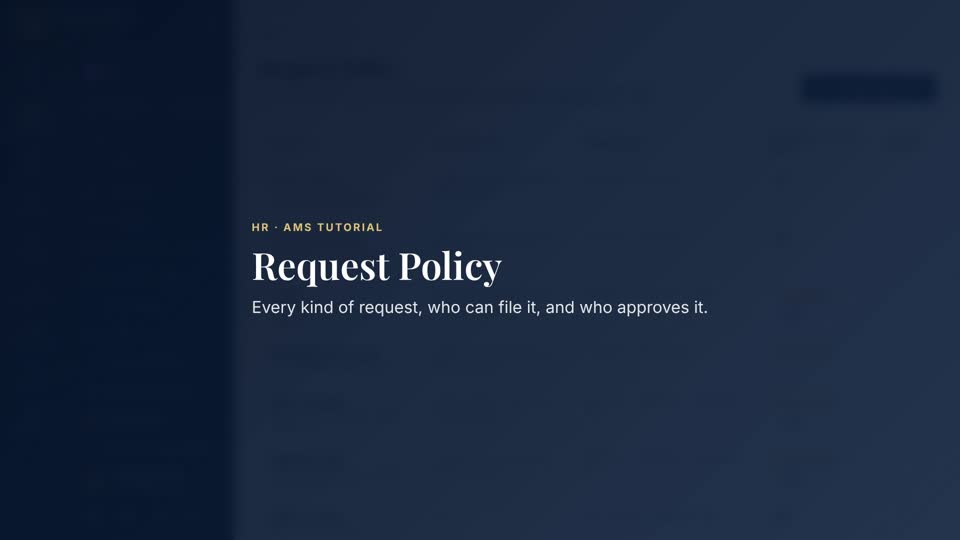 HR · AMS TUTORIAL
Request Policy
Every kind of request, who can file it, and who approves it.